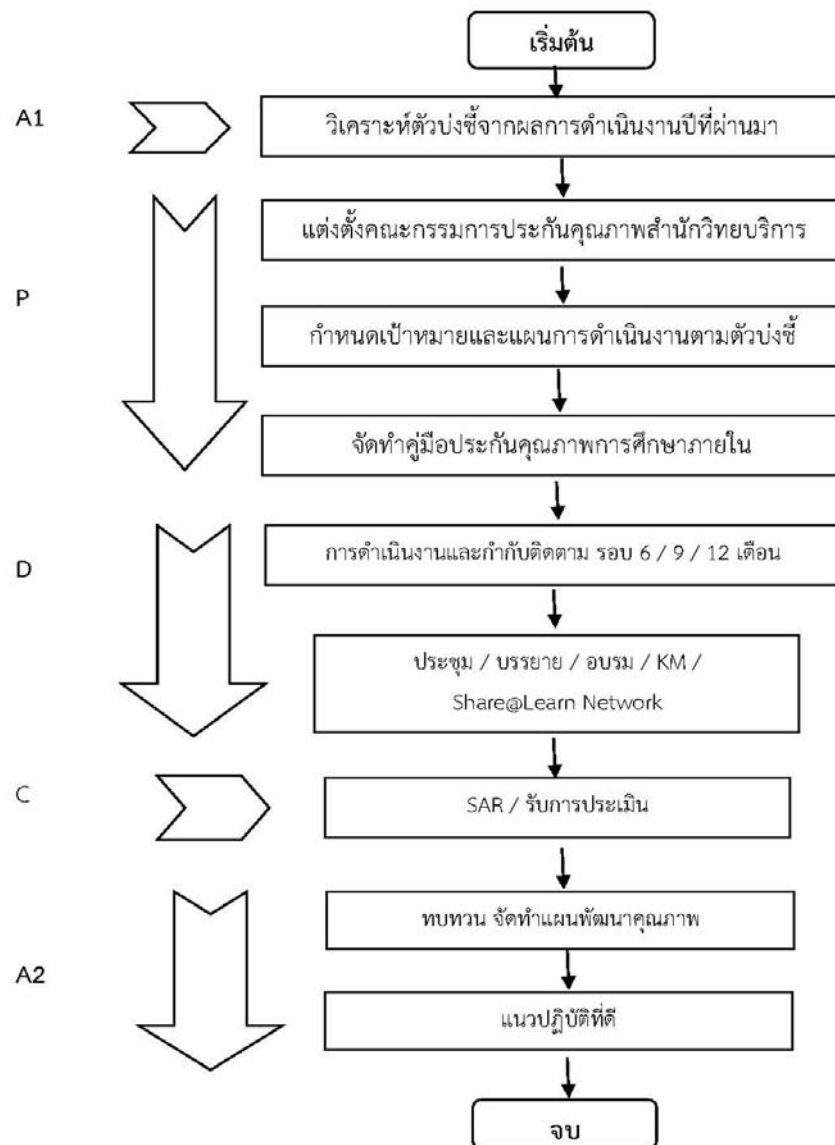 เริ่มต้น
A1
วิเคราะห์ตัวบ่งชี้จากผลการดำเนินงานปีที่ผ่านมา
แต่งตั้งคณะกรรมการประกันคุณภาพสำนักวิทยบริการ
P
กำหนดเป้าหมายและแผนการดำเนินงานตามตัวบ่งชี้
จัดทำคู่มือประกันคุณภาพการศึกษาภายใน
D
การดำเนินงานและกำกับติดตาม รอบ 6 / 9 / 12 เดือน
ประชุม / บรรยาย / อบรม / KM /
Share@Learn Network
C
SAR / รับการประเมิน
ทบทวน จัดทำแผนพัฒนาคุณภาพ
A2
แนวปฏิบัติที่ดี
จบ